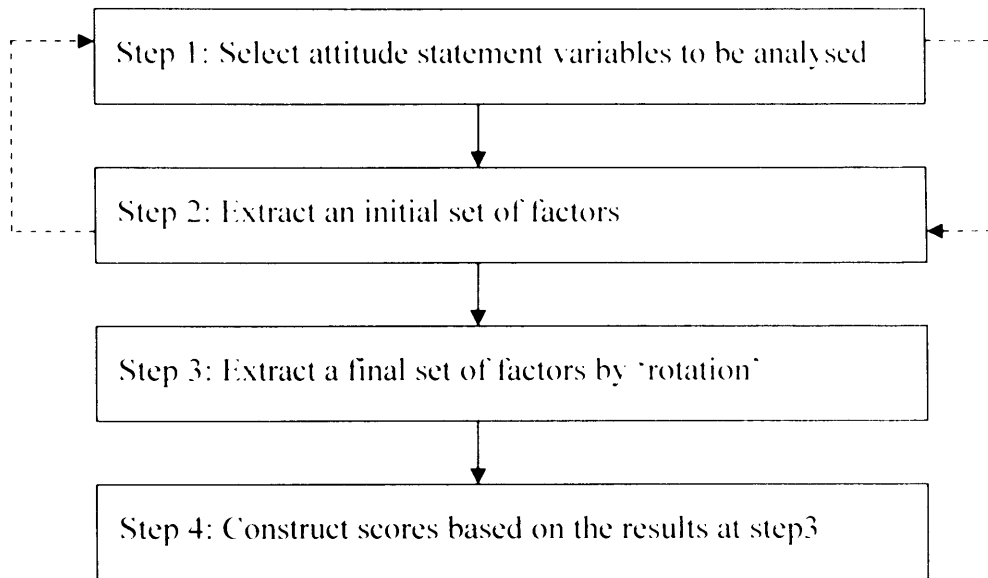 Step 1: Select attitude statement variables to be analysed
Step 2: Extract an initial set of factors
Step 3: Extract a final set of factors by ‘rotation’
Step 4: Construct scores based on the results at step3